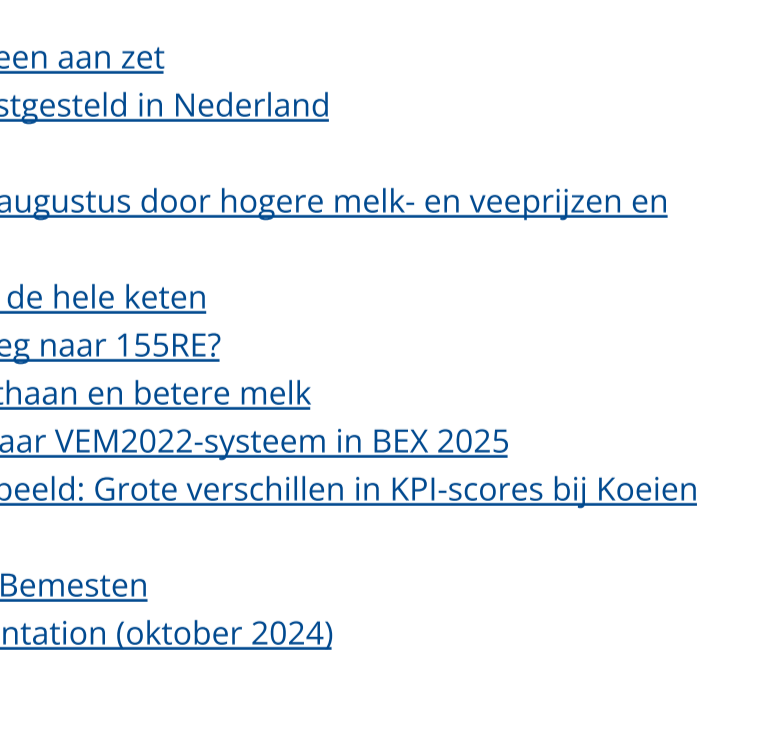 een aan zet
stgesteld in Nederland
augustus door hogere melk- en veeprijzen en
de hele keten
eg naar 155RE?
thaan en betere melk
aar VEM2022-systeem in BEX 2025
beeld: Grote verschillen in KPI-scores bij Koeien
Bemesten
ntation (oktober 2024)